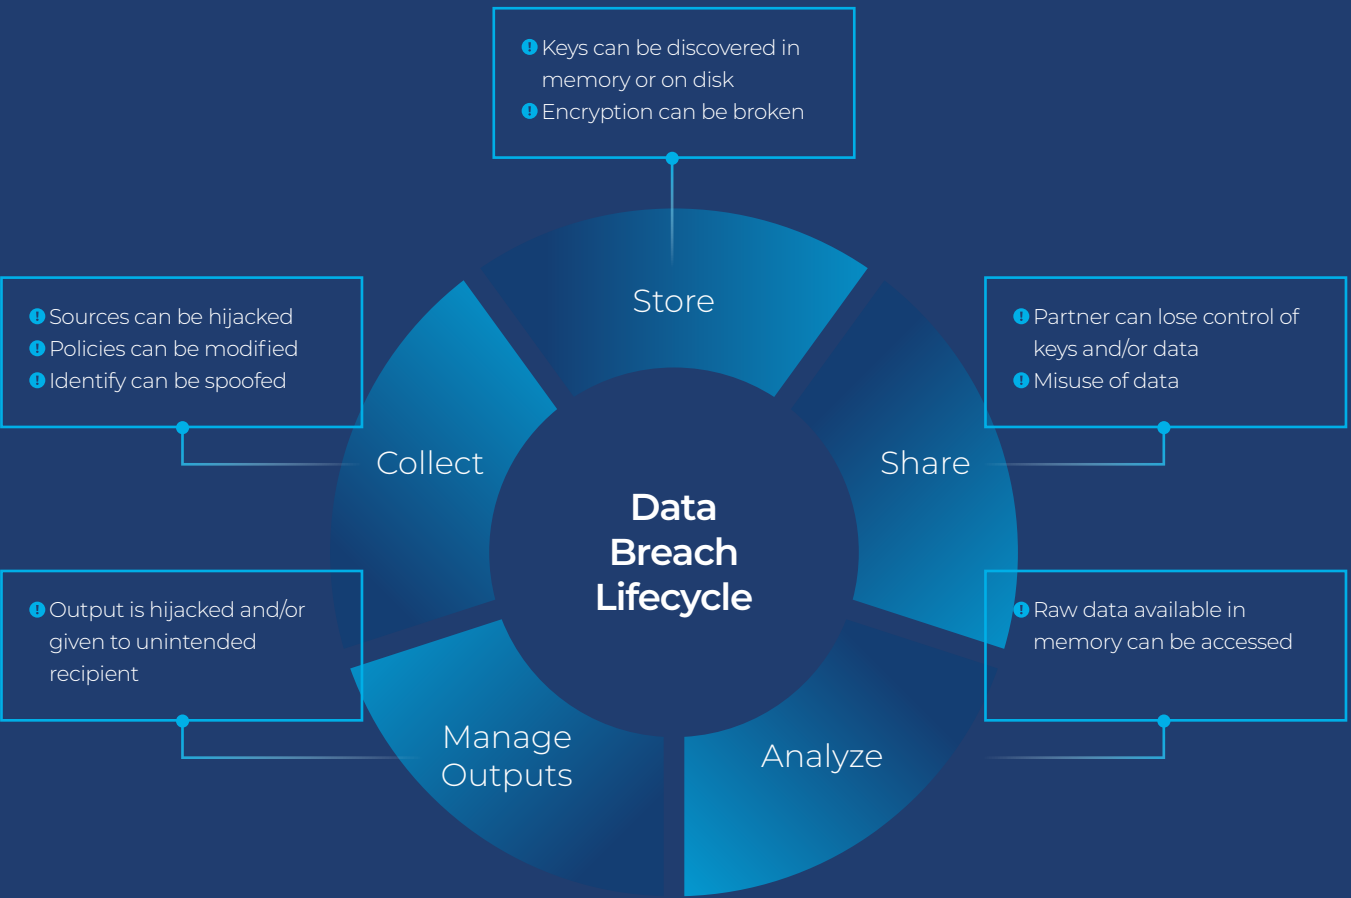 Keys can be discovered in
memory or on disk
Encryption can be broken
Store
Sources can be hijacked
Policies can be modified
Identify can be spoofed
Collect
Partner can lose control of
keys and/or data
Misuse of data
Share
Data
Breach
Lifecycle
Output is hijacked and/or
given to unintended
recipient
Manage
Outputs
Raw data available in
memory can be accessed
Analyze